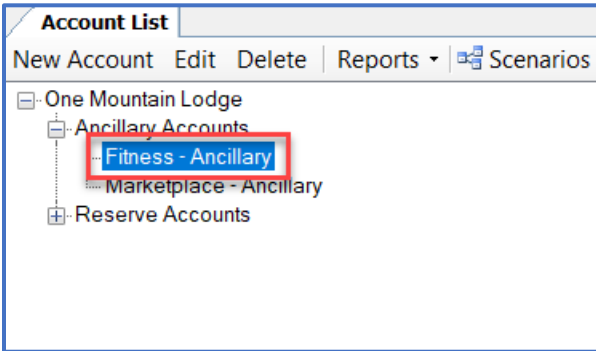 Account List
New Account Edit Delete Reports Scenarios
One Mountain Lodge
Ancillary Accounts
Fitness - Ancillary
Marketplace - Ancillary
Reserve Accounts